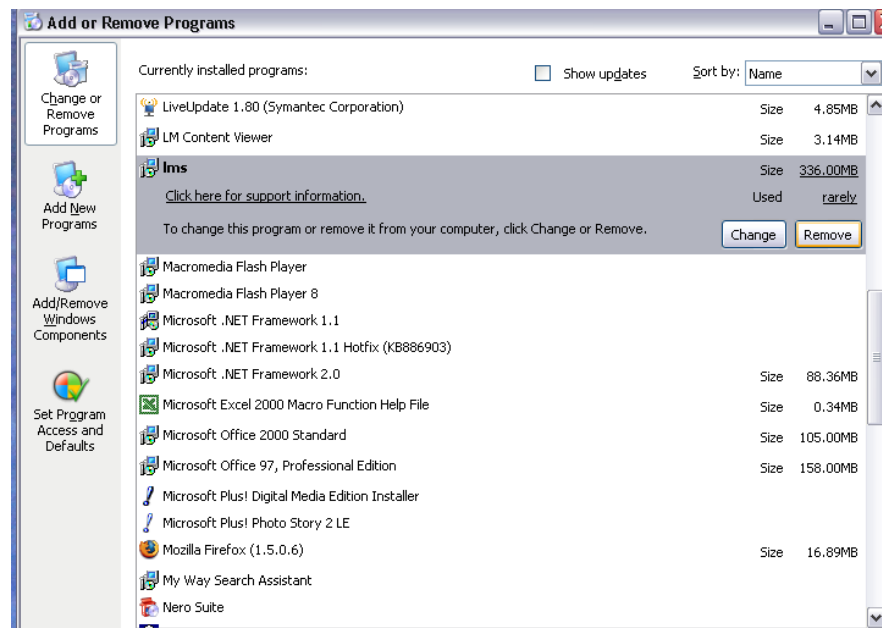 Add or Remove Programs
Change or
Remove
Programs
Add New
Programs
Add/Remove
Windows
Components
Set Program
Access and
Defaults
Currently installed programs:
Show updates
Sort by: Name
LiveUpdate 1.80 (Symantec Corporation) Size 4.85MB
LM Content Viewer Size 3.14MB
lms Size 336.00MB
Click here for support information. Used rarely
To change this program or remove it from your computer, click Change or Remove. Change Remove
Macromedia Flash Player
Macromedia Flash Player 8
Microsoft .NET Framework 1.1
Microsoft .NET Framework 1.1 Hotfix (KB886903)
Microsoft .NET Framework 2.0 Size 88.36MB
Microsoft Excel 2000 Macro Function Help File Size 0.34MB
Microsoft Office 2000 Standard Size 105.00MB
Microsoft Office 97, Professional Edition Size 158.00MB
Microsoft Plus! Digital Media Edition Installer
Microsoft Plus! Photo Story 2 LE
Mozilla Firefox (1.5.0.6) Size 16.89MB
My Way Search Assistant
Nero Suite